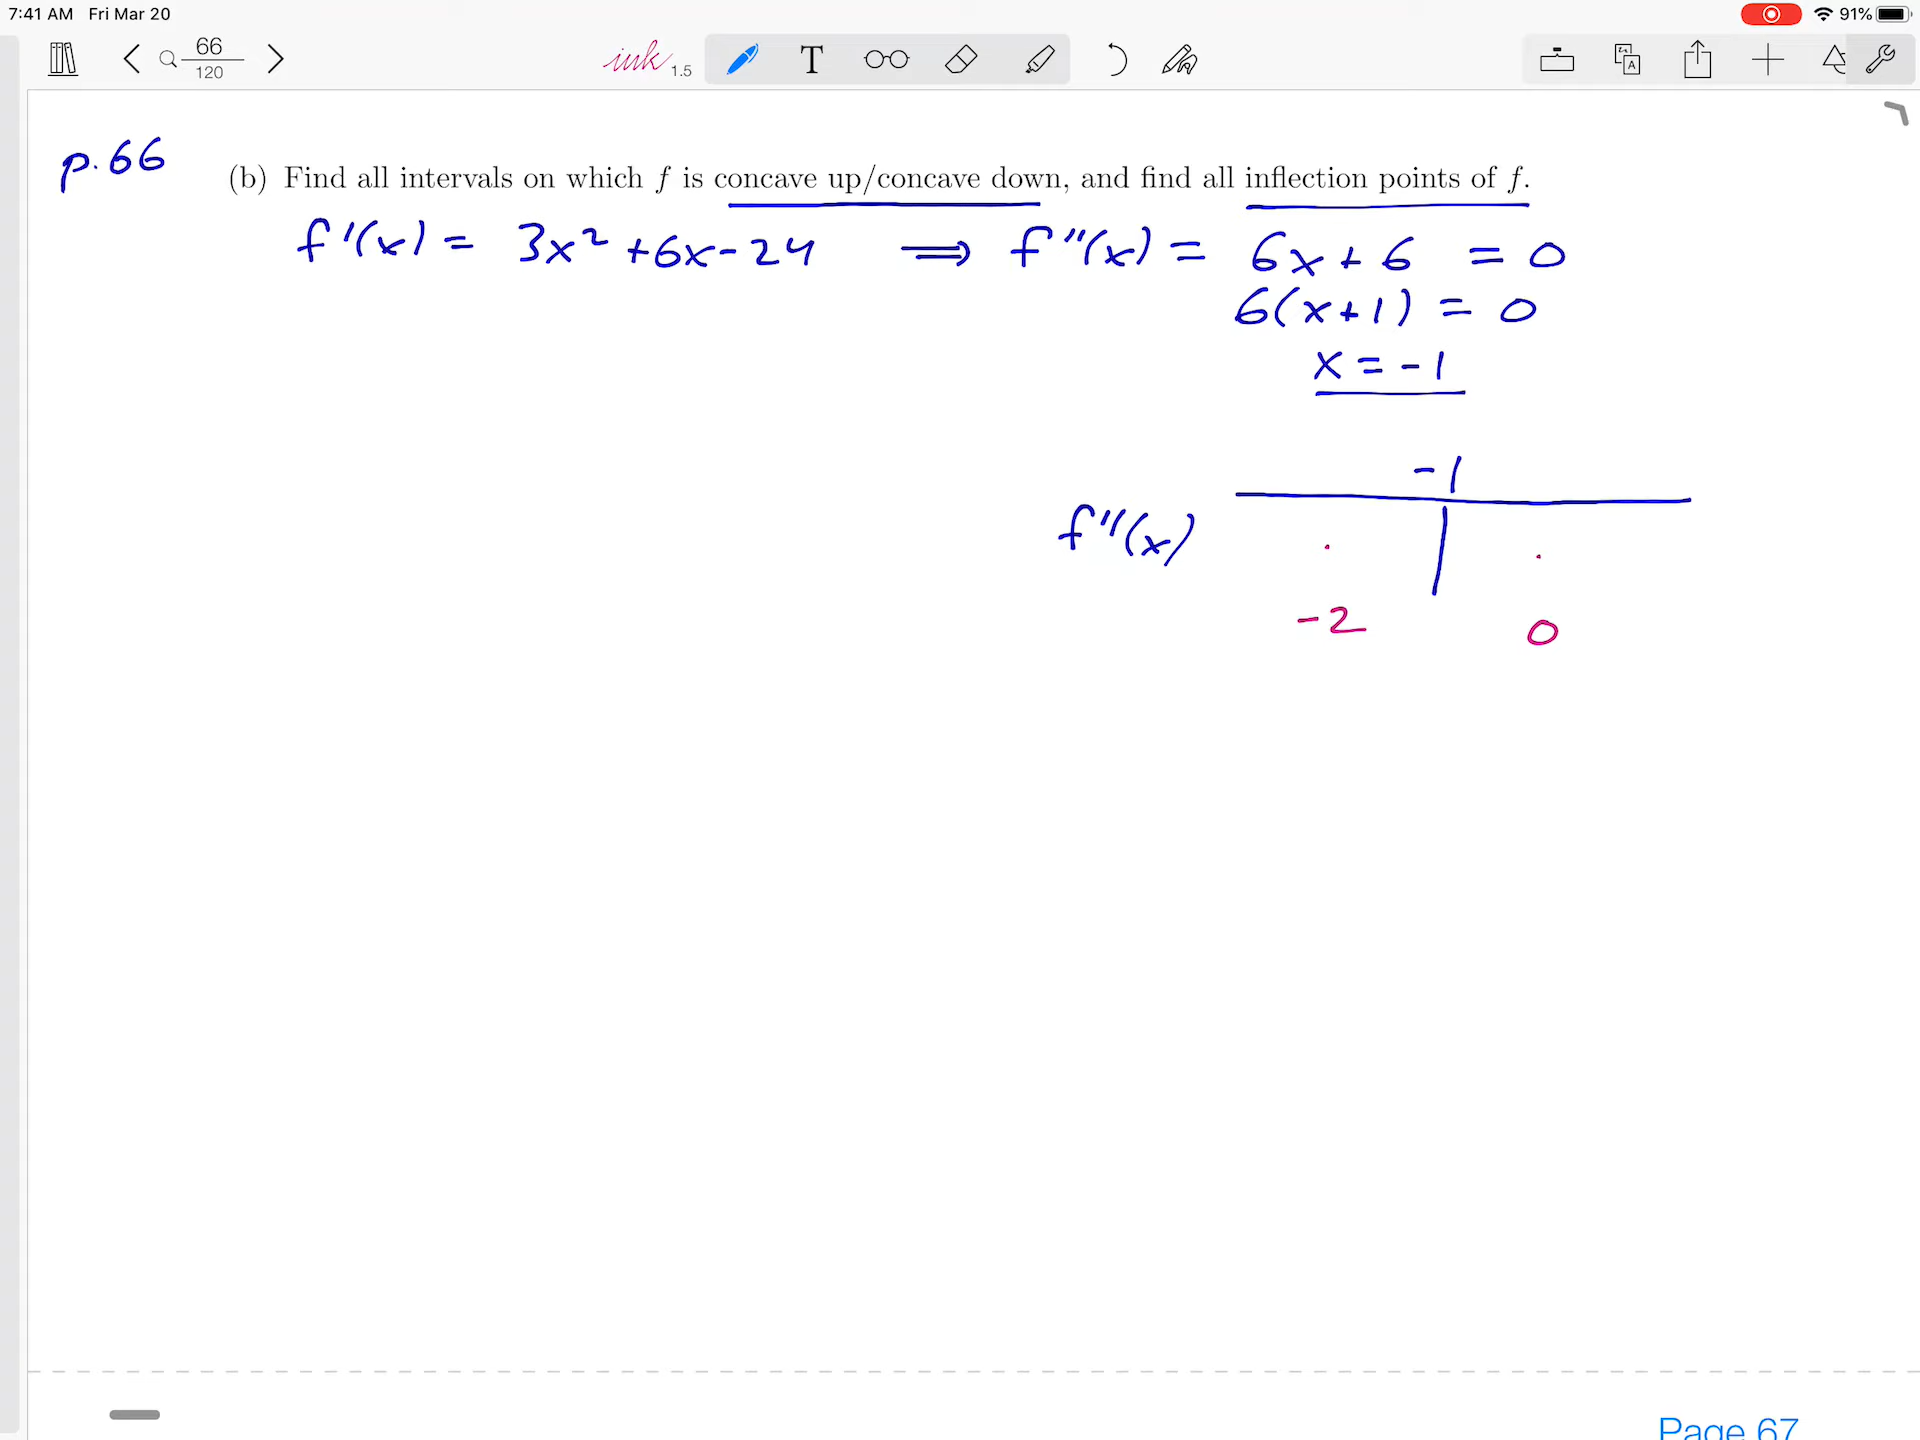 7:41 AM Fri Mar 20 91%
66
120
ink 1.5 T A
p.66
(b) Find all intervals on which f is concave up/concave down, and find all inflection points of f.
f'(x) = 3x² +6x-24 ⟹ f''(x) = 6x+6 = 0
6(x+1) = 0
x = -1
-1
f''(x)
-2 0
Page 67